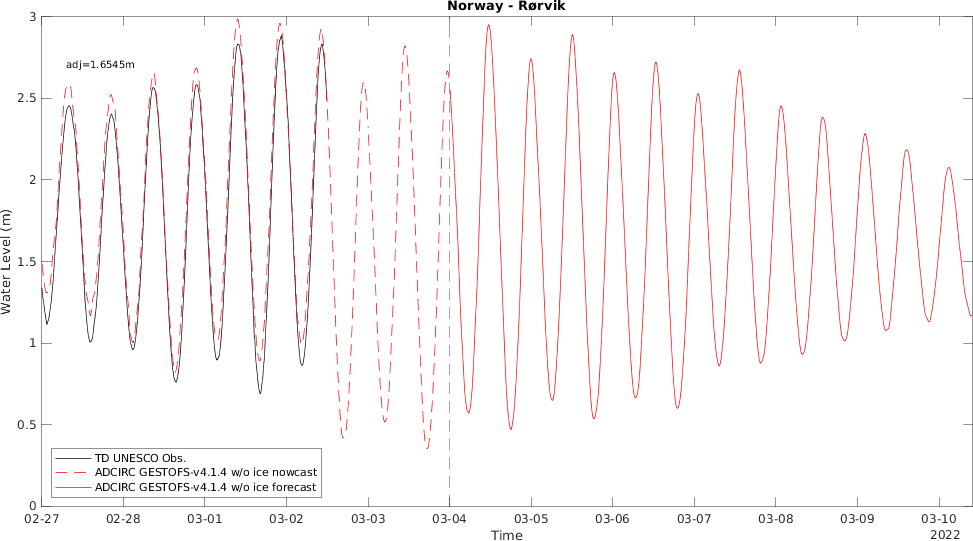 Norway - Rørvik
adj=1.6545m
3
2.5
2
1.5
1
0.5
0
Water Level (m)
TD UNESCO Obs.
ADCIRC GESTOFS-v4.1.4 w/o ice nowcast
ADCIRC GESTOFS-v4.1.4 w/o ice forecast
02-27 02-28 03-01 03-02 03-03 03-04 03-05 03-06 03-07 03-08 03-09 03-10
Time
2022